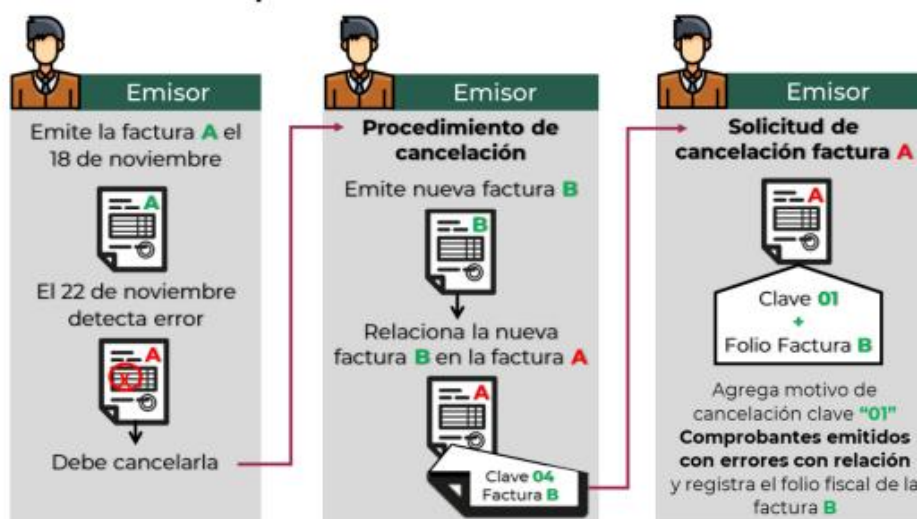 Emisor
Emite la factura A el
18 de noviembre
A
El 22 de noviembre
detecta error
A
Debe cancelarla
Emisor
Procedimiento de
cancelación
Emite nueva factura B
B
Relaciona la nueva
factura B en la factura A
A
Clave 04
Factura B
Emisor
Solicitud de
cancelación factura A
A
Clave 01
+
Folio Factura B
Agrega motivo de
cancelación clave "01"
Comprobantes emitidos
con errores con relación
y registra el folio fiscal de la
factura B